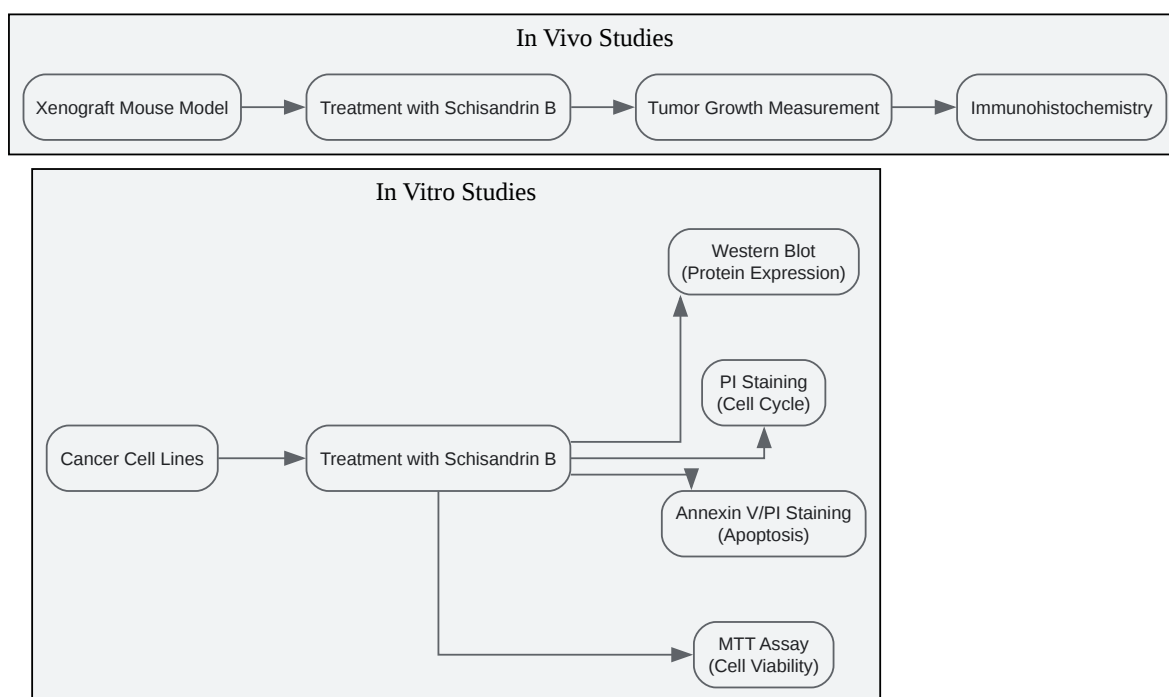 In Vivo Studies
Xenograft Mouse Model
Treatment with Schisandrin B
Tumor Growth Measurement
Immunohistochemistry
In Vitro Studies
Western Blot
(Protein Expression)
PI Staining
(Cell Cycle)
Cancer Cell Lines
Treatment with Schisandrin B
Annexin V/PI Staining
(Apoptosis)
MTT Assay
(Cell Viability)